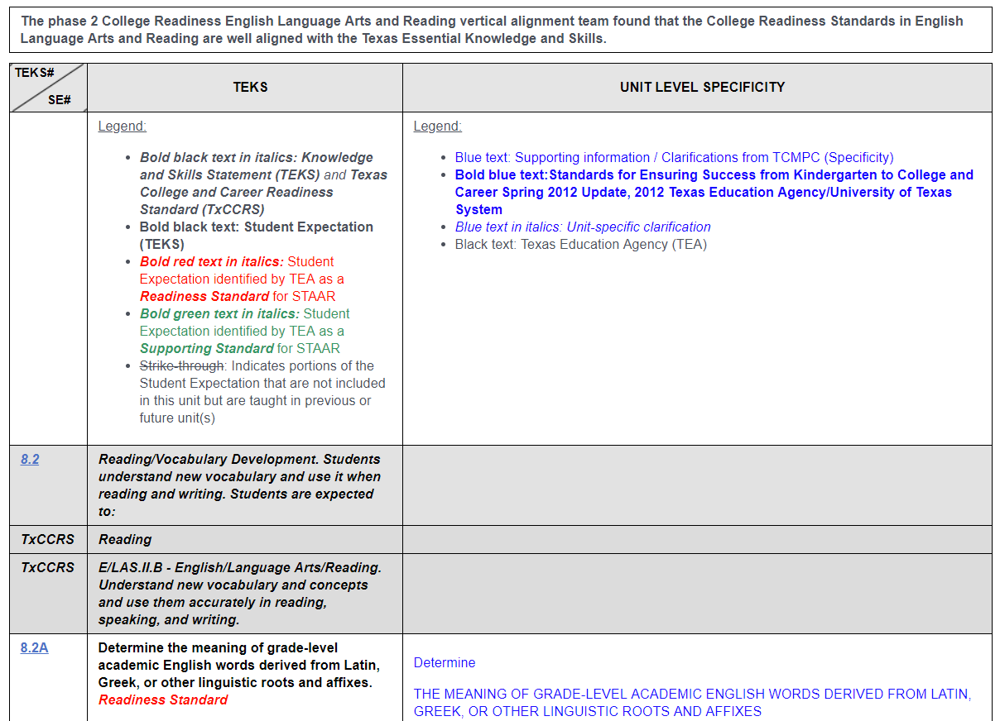 The phase 2 College Readiness English Language Arts and Reading vertical alignment team found that the College Readiness Standards in English
Language Arts and Reading are well aligned with the Texas Essential Knowledge and Skills.
TEKS#
SE#
TEKS
UNIT LEVEL SPECIFICITY
Legend:
Bold black text in italics: Knowledge
and Skills Statement (TEKS) and Texas
College and Career Readiness
Standard (TxCCRS)
Bold black text: Student Expectation
(TEKS)
Bold red text in italics: Student
Expectation identified by TEA as a
Readiness Standard for STAAR
Bold green text in italics: Student
Expectation identified by TEA as a
Supporting Standard for STAAR
Strike-through: Indicates portions of the
Student Expectation that are not included
in this unit but are taught in previous or
future unit(s)
Legend:
Blue text: Supporting information / Clarifications from TCMPC (Specificity)
Bold blue text:Standards for Ensuring Success from Kindergarten to College and
Career Spring 2012 Update, 2012 Texas Education Agency/University of Texas
System
Blue text in italics: Unit-specific clarification
Black text: Texas Education Agency (TEA)
8.2
Reading/Vocabulary Development. Students
understand new vocabulary and use it when
reading and writing. Students are expected
to:
TxCCRS
Reading
TxCCRS
E/LAS.II.B - English/Language Arts/Reading.
Understand new vocabulary and concepts
and use them accurately in reading,
speaking, and writing.
8.2A
Determine the meaning of grade-level
academic English words derived from Latin,
Greek, or other linguistic roots and affixes.
Readiness Standard
Determine
THE MEANING OF GRADE-LEVEL ACADEMIC ENGLISH WORDS DERIVED FROM LATIN,
GREEK, OR OTHER LINGUISTIC ROOTS AND AFFIXES